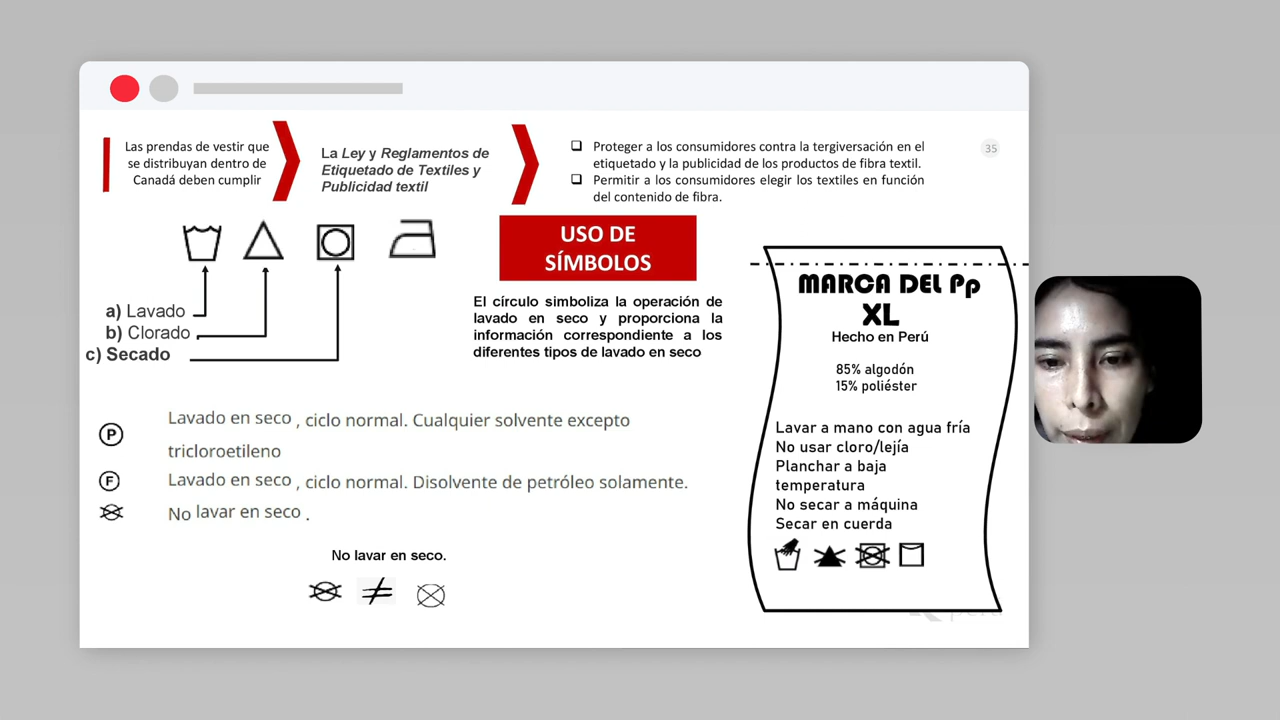 Las prendas de vestir que
se distribuyan dentro de
Canadá deben cumplir
La Ley y Reglamentos de
Etiquetado de Textiles y
Publicidad textil
Proteger a los consumidores contra la tergiversación en el
etiquetado y la publicidad de los productos de fibra textil.
Permitir a los consumidores elegir los textiles en función
del contenido de fibra.
35
USO DE
SÍMBOLOS
a) Lavado
b) Clorado
c) Secado
El círculo simboliza la operación de
lavado en seco y proporciona la
información correspondiente a los
diferentes tipos de lavado en seco
P
Lavado en seco , ciclo normal. Cualquier solvente excepto
tricloroetileno
F
Lavado en seco , ciclo normal. Disolvente de petróleo solamente.
No lavar en seco .
No lavar en seco.
MARCA DEL Pp
XL
Hecho en Perú
85% algodón
15% poliéster
Lavar a mano con agua fría
No usar cloro/lejía
Planchar a baja
temperatura
No secar a máquina
Secar en cuerda